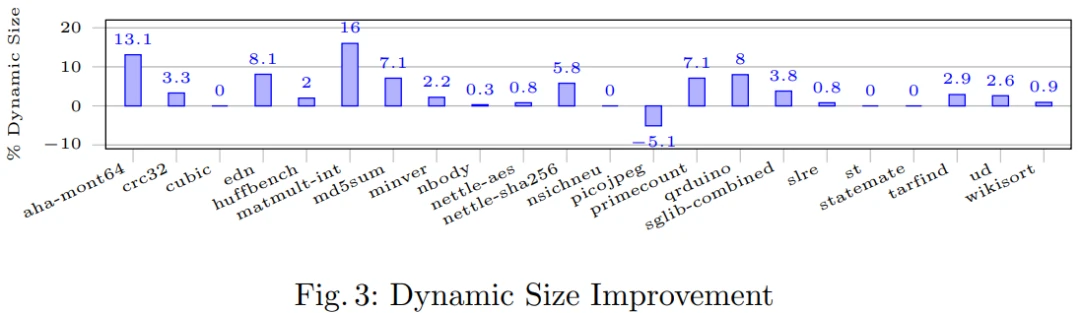 % Dynamic Size
20
10
0
−10
13.1
3.3
0
8.1
2
16
7.1
2.2
0.3
0.8
5.8
0
−5.1
7.1
8
3.8
0.8
0
0
2.9
2.6
0.9
aha-mont64
crc32
cubic
edn
huffbench
matmult-int
md5sum
minver
nbody
nettle-aes
nettle-sha256
nsichneu
picojpeg
primecount
qrduino
sglib-combined
slre
st
statemate
tarfind
ud
wikisort
Fig. 3: Dynamic Size Improvement